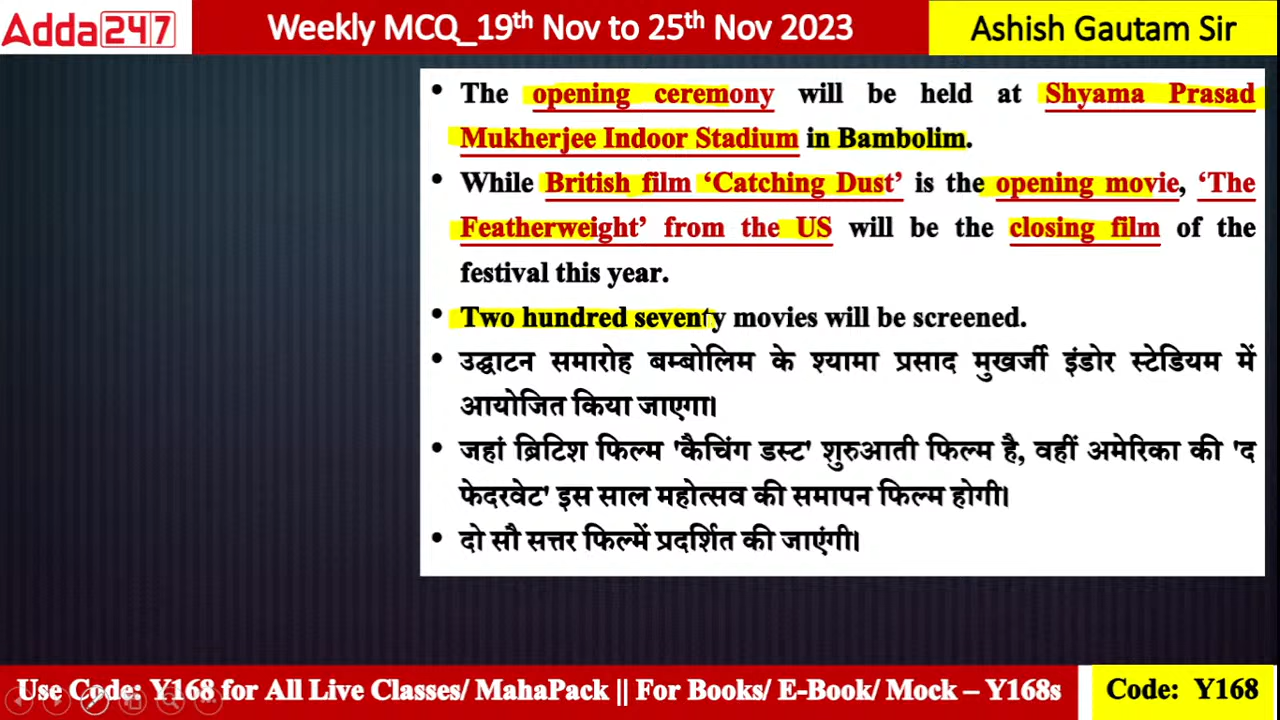 Adda247
Weekly MCQ_19th Nov to 25th Nov 2023
Ashish Gautam Sir
• The opening ceremony will be held at Shyama Prasad
Mukherjee Indoor Stadium in Bambolim.
• While British film ‘Catching Dust’ is the opening movie, ‘The
Featherweight’ from the US will be the closing film of the
festival this year.
• Two hundred seventy movies will be screened.
• उद्घाटन समारोह बम्बोलिम के श्यामा प्रसाद मुखर्जी इंडोर स्टेडियम में
आयोजित किया जाएगा।
• जहां ब्रिटिश फिल्म 'कैचिंग डस्ट' शुरुआती फिल्म है, वहीं अमेरिका की 'द
फेदरवेट' इस साल महोत्सव की समापन फिल्म होगी।
• दो सौ सत्तर फिल्में प्रदर्शित की जाएंगी।
Use Code: Y168 for All Live Classes/ MahaPack || For Books/ E-Book/ Mock – Y168s
Code: Y168